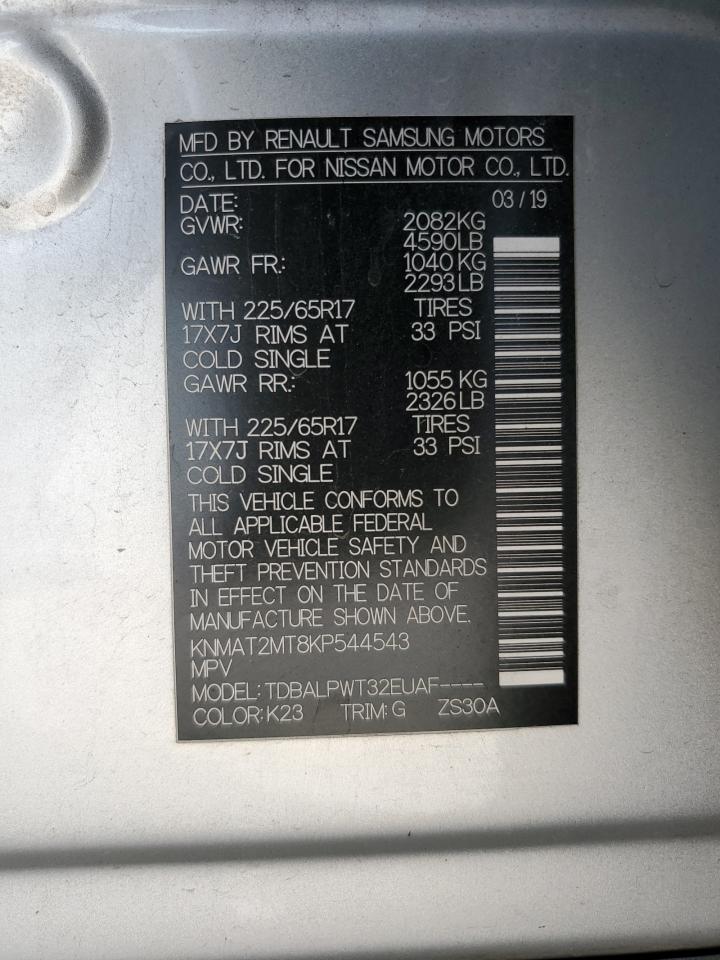 MFD BY RENAULT SAMSUNG MOTORS
CO., LTD. FOR NISSAN MOTOR CO., LTD.
DATE: 03 / 19
GVWR: 2082KG
4590LB
GAWR FR.: 1040 KG
2293 LB
WITH 225/65R17 TIRES
17X7J RIMS AT 33 PSI
COLD SINGLE
GAWR RR.: 1055 KG
2326 LB
WITH 225/65R17 TIRES
17X7J RIMS AT 33 PSI
COLD SINGLE
THIS VEHICLE CONFORMS TO
ALL APPLICABLE FEDERAL
MOTOR VEHICLE SAFETY AND
THEFT PREVENTION STANDARDS
IN EFFECT ON THE DATE OF
MANUFACTURE SHOWN ABOVE.
KNMAT2MT8KP544543
MPV
MODEL: TDBALPWT32EUAF----
COLOR: K23 TRIM: G ZS30A